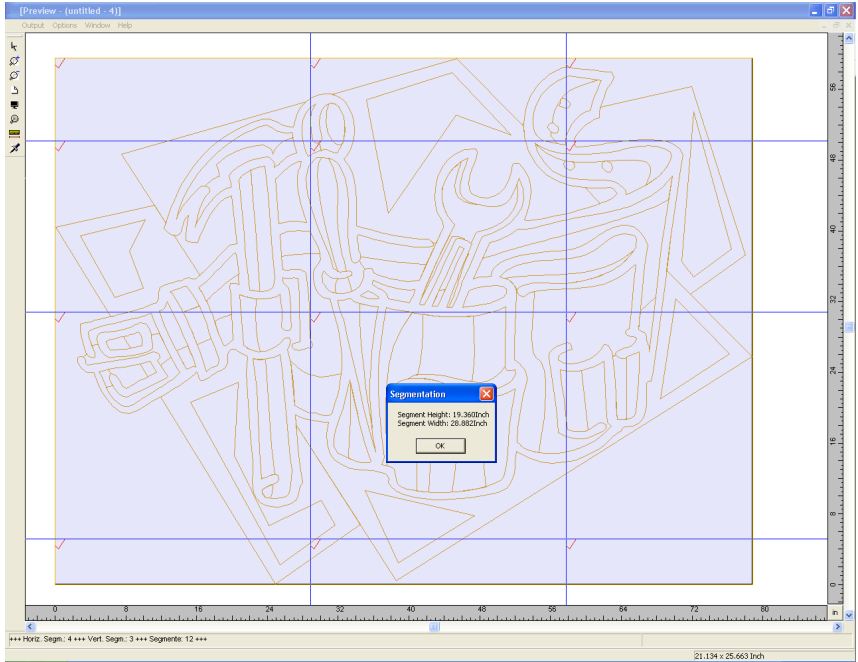 [Preview - (untitled - 4)]
Output Options Window Help
Segmentation
Segment Height: 19.360Inch
Segment Width: 28.882Inch
OK
56
48
40
32
24
16
8
0
0 8 16 24 32 40 48 56 64 72 80
in
+++ Horiz. Segm.: 4 +++ Vert. Segm.: 3 +++ Segmente: 12 +++
21.134 x 25.663 Inch